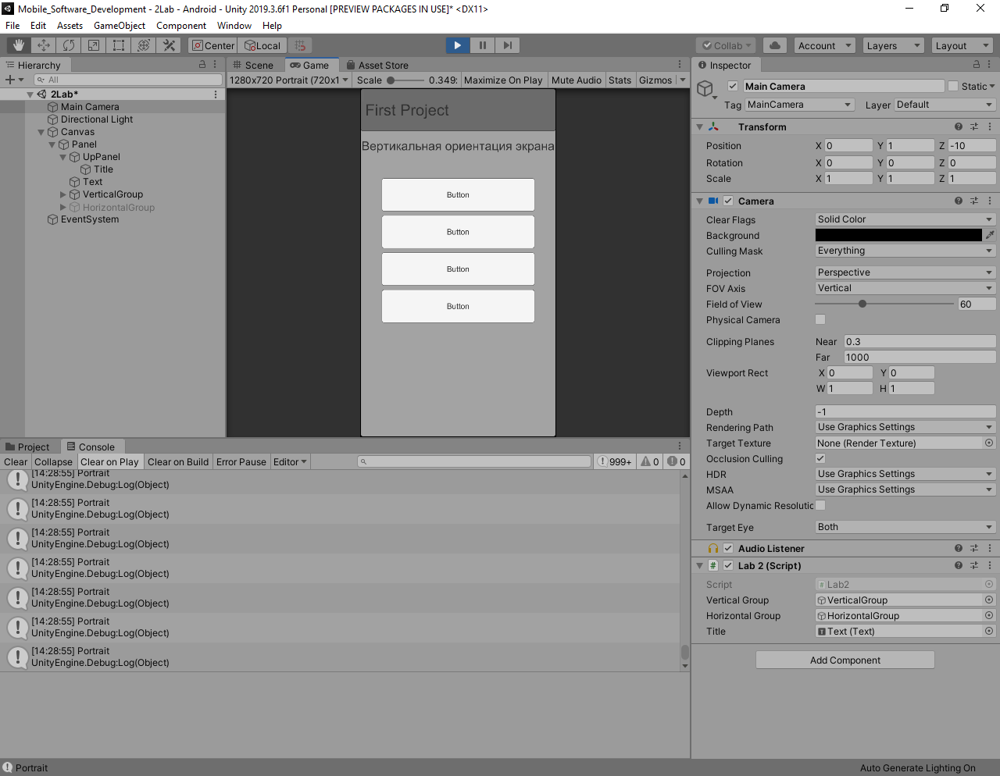 Mobile_Software_Development - 2Lab - Android - Unity 2019.3.6f1 Personal [PREVIEW PACKAGES IN USE]* <DX11>
File Edit Assets GameObject Component Window Help
Center Local Collab Account Layers Layout
Hierarchy
All
2Lab*
Main Camera
Directional Light
Canvas
Panel
UpPanel
Title
Text
VerticalGroup
HorizontalGroup
EventSystem
Scene Game Asset Store
1280x720 Portrait (720x1 Scale 0.349: Maximize On Play Mute Audio Stats Gizmos
First Project
Вертикальная ориентация экрана
Button
Button
Button
Button
Inspector
Main Camera Static
Tag MainCamera Layer Default
Transform
Position X 0 Y 1 Z -10
Rotation X 0 Y 0 Z 0
Scale X 1 Y 1 Z 1
Camera
Clear Flags Solid Color
Background
Culling Mask Everything
Projection Perspective
FOV Axis Vertical
Field of View 60
Physical Camera
Clipping Planes Near 0.3
Far 1000
Viewport Rect X 0 Y 0
W 1 H 1
Depth -1
Rendering Path Use Graphics Settings
Target Texture None (Render Texture)
Occlusion Culling
HDR Use Graphics Settings
MSAA Use Graphics Settings
Allow Dynamic Resolutic
Target Eye Both
Audio Listener
# Lab 2 (Script)
Script # Lab2
Vertical Group VerticalGroup
Horizontal Group HorizontalGroup
Title T Text (Text)
Add Component
Project Console
Clear Collapse Clear on Play Clear on Build Error Pause Editor 999+ 0 0
[14:28:55] Portrait
UnityEngine.Debug:Log(Object)
[14:28:55] Portrait
UnityEngine.Debug:Log(Object)
[14:28:55] Portrait
UnityEngine.Debug:Log(Object)
[14:28:55] Portrait
UnityEngine.Debug:Log(Object)
[14:28:55] Portrait
UnityEngine.Debug:Log(Object)
[14:28:55] Portrait
UnityEngine.Debug:Log(Object)
[14:28:55] Portrait
UnityEngine.Debug:Log(Object)
Portrait
Auto Generate Lighting On